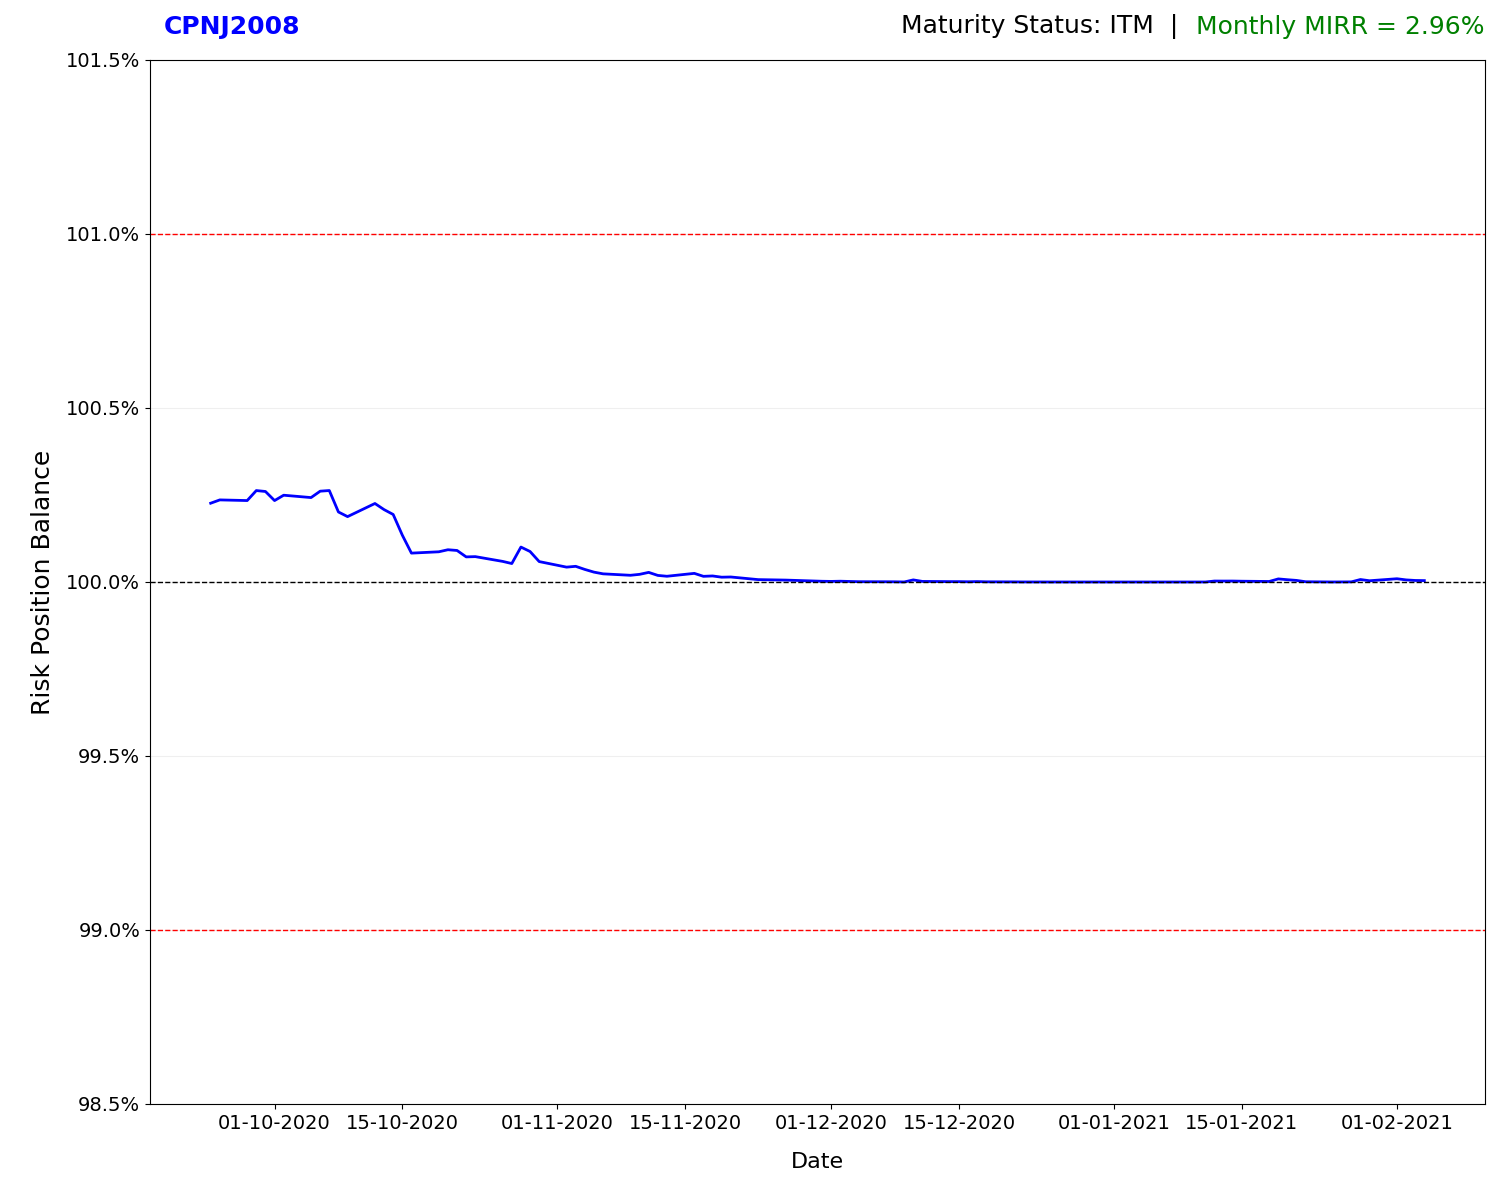 CPNJ2008
Maturity Status: ITM | Monthly MIRR = 2.96%
101.5%
101.0%
100.5%
100.0%
99.5%
99.0%
98.5%
Risk Position Balance
01-10-2020 15-10-2020 01-11-2020 15-11-2020 01-12-2020 15-12-2020 01-01-2021 15-01-2021 01-02-2021
Date